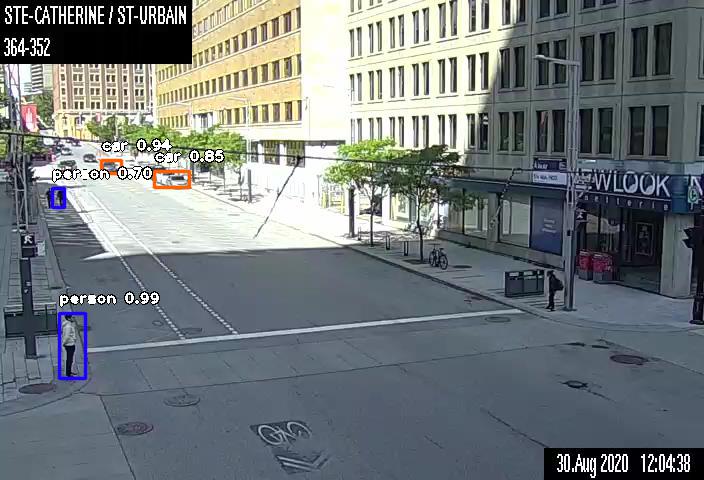 STE-CATHERINE / ST-URBAIN
364-352
car 0.94
car 0.85
person 0.70
NEWLOOK
person 0.99
30.Aug 2020 12:04:38